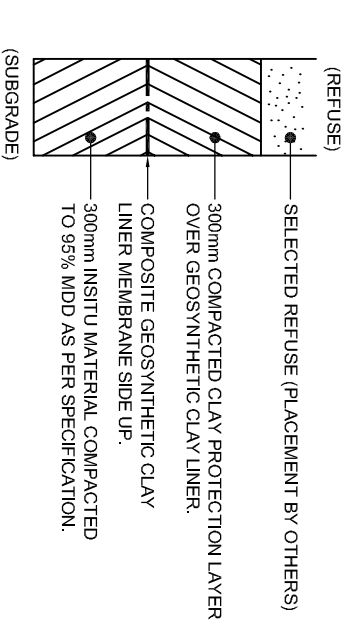 (REFUSE)
SELECTED REFUSE (PLACEMENT BY OTHERS)
300mm COMPACTED CLAY PROTECTION LAYER
OVER GEOSYNTHETIC CLAY LINER.
COMPOSITE GEOSYNTHETIC CLAY
LINER MEMBRANE SIDE UP.
300mm INSITU MATERIAL COMPACTED
TO 95% MDD AS PER SPECIFICATION.
(SUBGRADE)